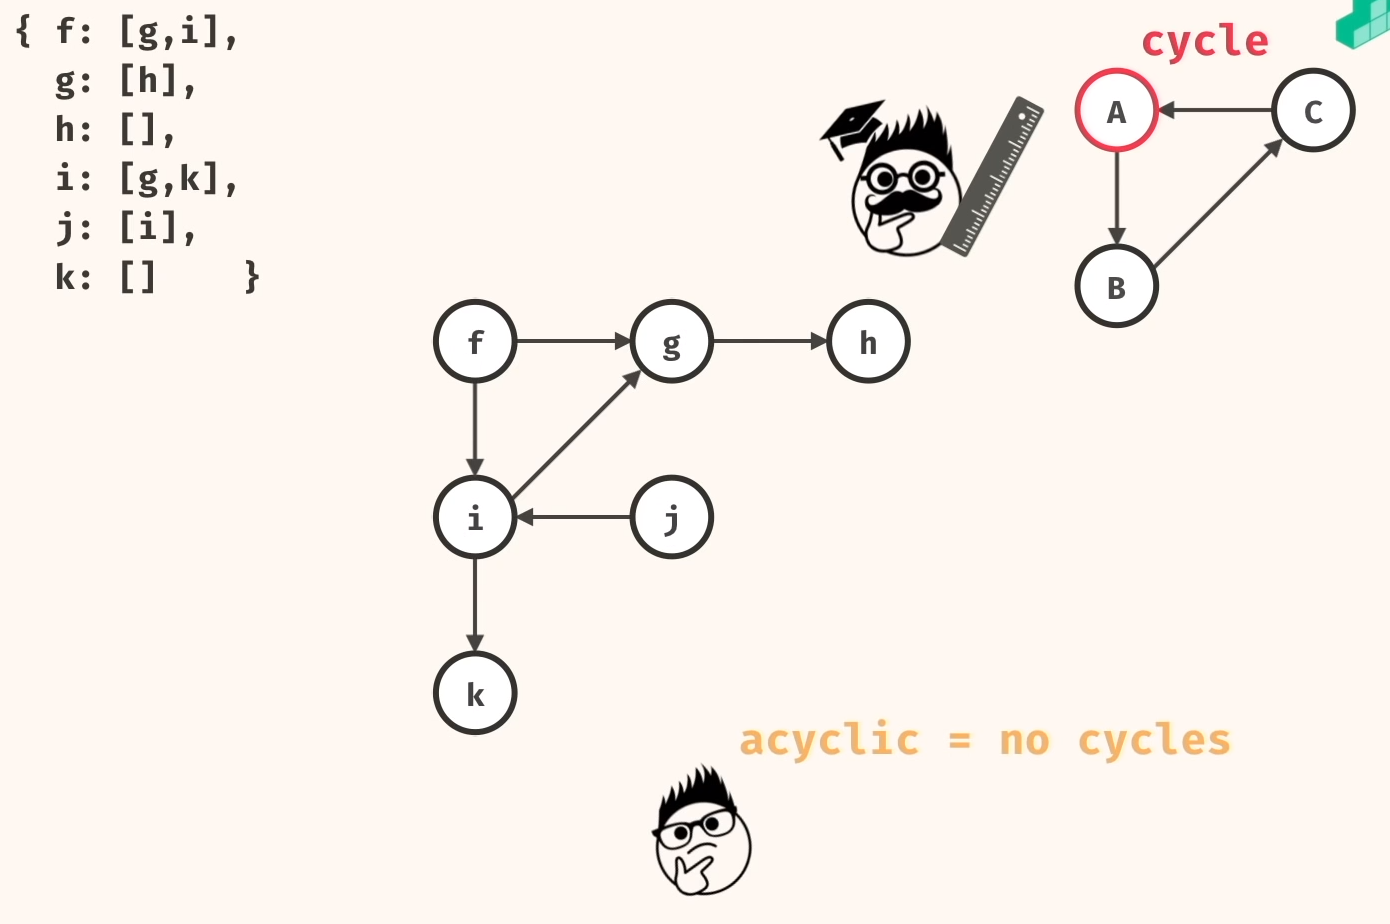 { f: [g,i],
g: [h],
h: [],
i: [g,k],
j: [i],
k: [] }
cycle
A
C
B
f
g
h
i
j
k
acyclic = no cycles